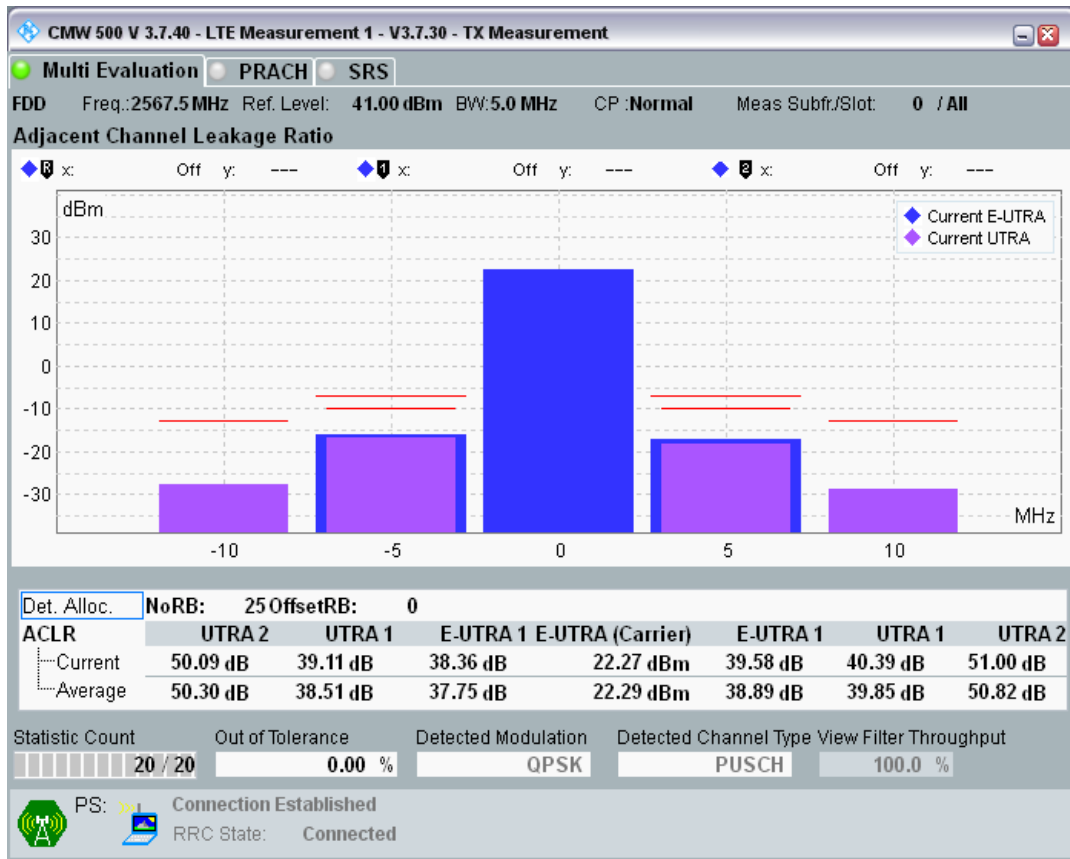 CMW 500 V 3.7.40 - LTE Measurement 1 - V3.7.30 - TX Measurement
Multi Evaluation PRACH SRS
FDD Freq.:2567.5 MHz Ref. Level: 41.00 dBm BW:5.0 MHz CP :Normal Meas Subfr./Slot: 0 / All
Adjacent Channel Leakage Ratio
R x: Off y: --- 1 x: Off y: --- 2 x: Off y: ---
dBm
Current E-UTRA
Current UTRA
30
20
10
0
-10
-20
-30
MHz
-10 -5 0 5 10
Det. Alloc. NoRB: 25 OffsetRB: 0
ACLR UTRA 2 UTRA 1 E-UTRA 1 E-UTRA (Carrier) E-UTRA 1 UTRA 1 UTRA 2
Current 50.09 dB 39.11 dB 38.36 dB 22.27 dBm 39.58 dB 40.39 dB 51.00 dB
Average 50.30 dB 38.51 dB 37.75 dB 22.29 dBm 38.89 dB 39.85 dB 50.82 dB
Statistic Count Out of Tolerance Detected Modulation Detected Channel Type View Filter Throughput
20 / 20 0.00 % QPSK PUSCH 100.0 %
PS: Connection Established
RRC State: Connected